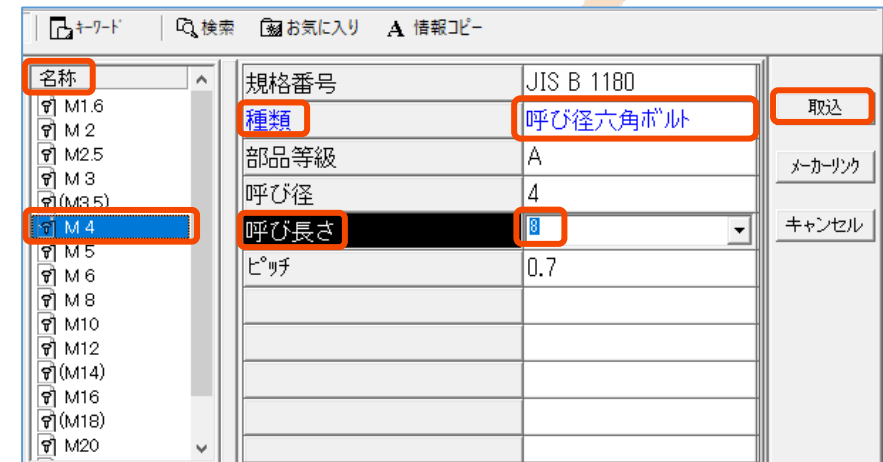 キーワード 検索 お気に入り A 情報コピー
名称
M1.6
M 2
M2.5
M 3
(M3.5)
M 4
M 5
M 6
M 8
M10
M12
(M14)
M16
(M18)
M20
規格番号 JIS B 1180
種類 呼び径六角ボルト
部品等級 A
呼び径 4
呼び長さ 8
ピッチ 0.7
取込
メーカーリンク
キャンセル